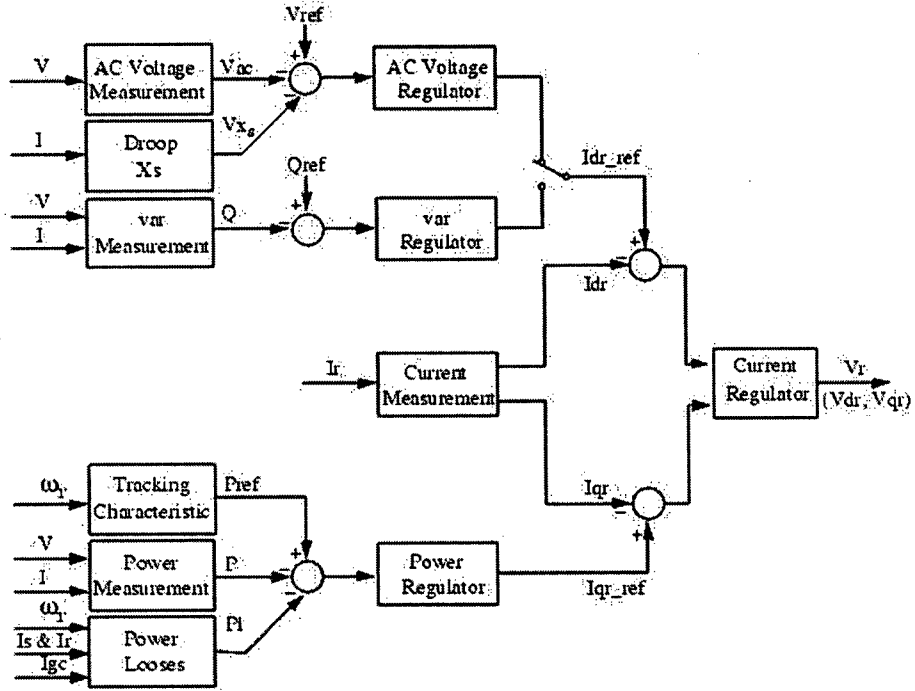 Vref
V
AC Voltage
Measurement
Vac
+
-
-
AC Voltage
Regulator
I
Droop
Xs
Vxs
Idr_ref
Qref
V
I
var
Measurement
Q
+
-
var
Regulator
+
-
Idr
Ir
Current
Measurement
Current
Regulator
Vr
(Vdr, Vqr)
ωr
Tracking
Characteristic
Pref
Iqr
-
+
V
I
Power
Measurement
P
+
-
-
Power
Regulator
Iqr_ref
ωr
Is & Ir
Igc
Power
Looses
Pl